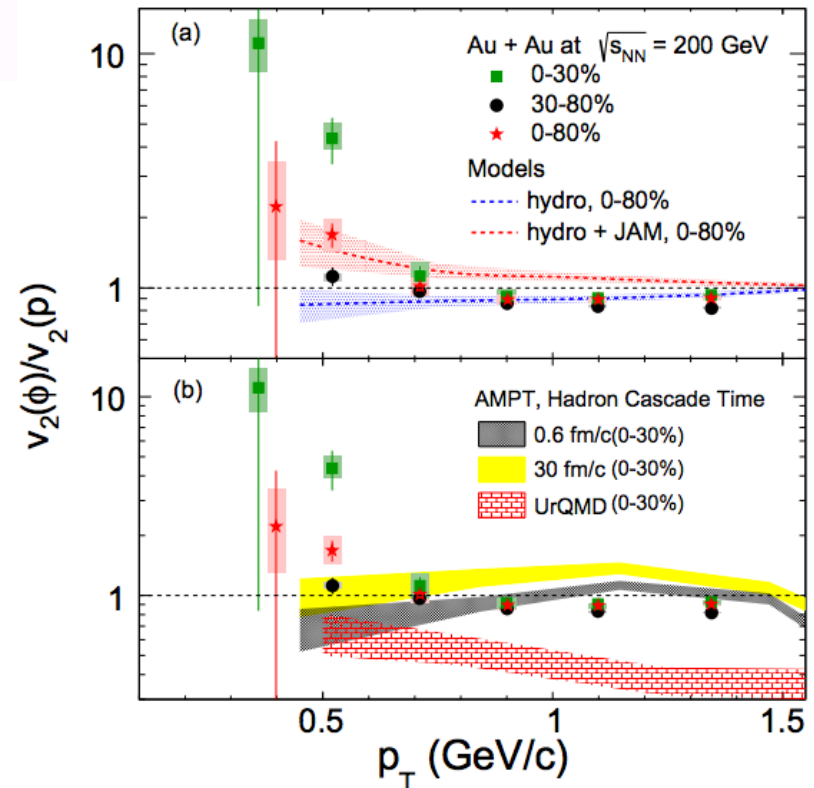 (a)
Au + Au at √sNN = 200 GeV
0-30%
30-80%
0-80%
Models
hydro, 0-80%
hydro + JAM, 0-80%
10
1
v2(ϕ)/v2(p)
(b)
AMPT, Hadron Cascade Time
0.6 fm/c(0-30%)
30 fm/c (0-30%)
UrQMD (0-30%)
10
1
0.5 1 1.5
pT (GeV/c)